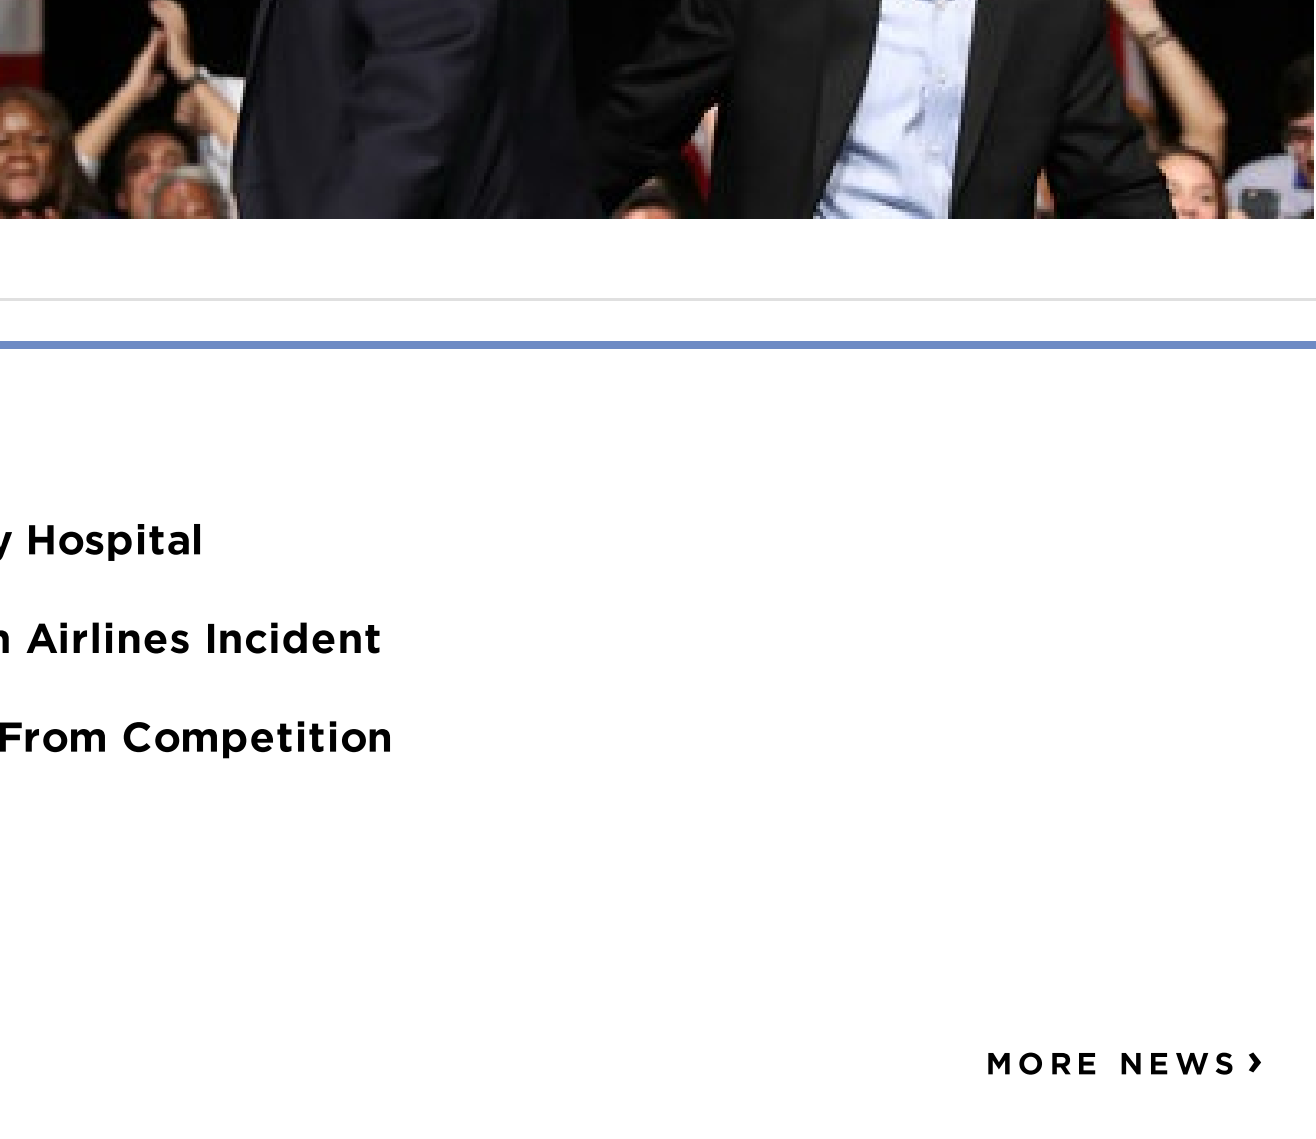 Hospital
Airlines Incident
From Competition
MORE NEWS ›